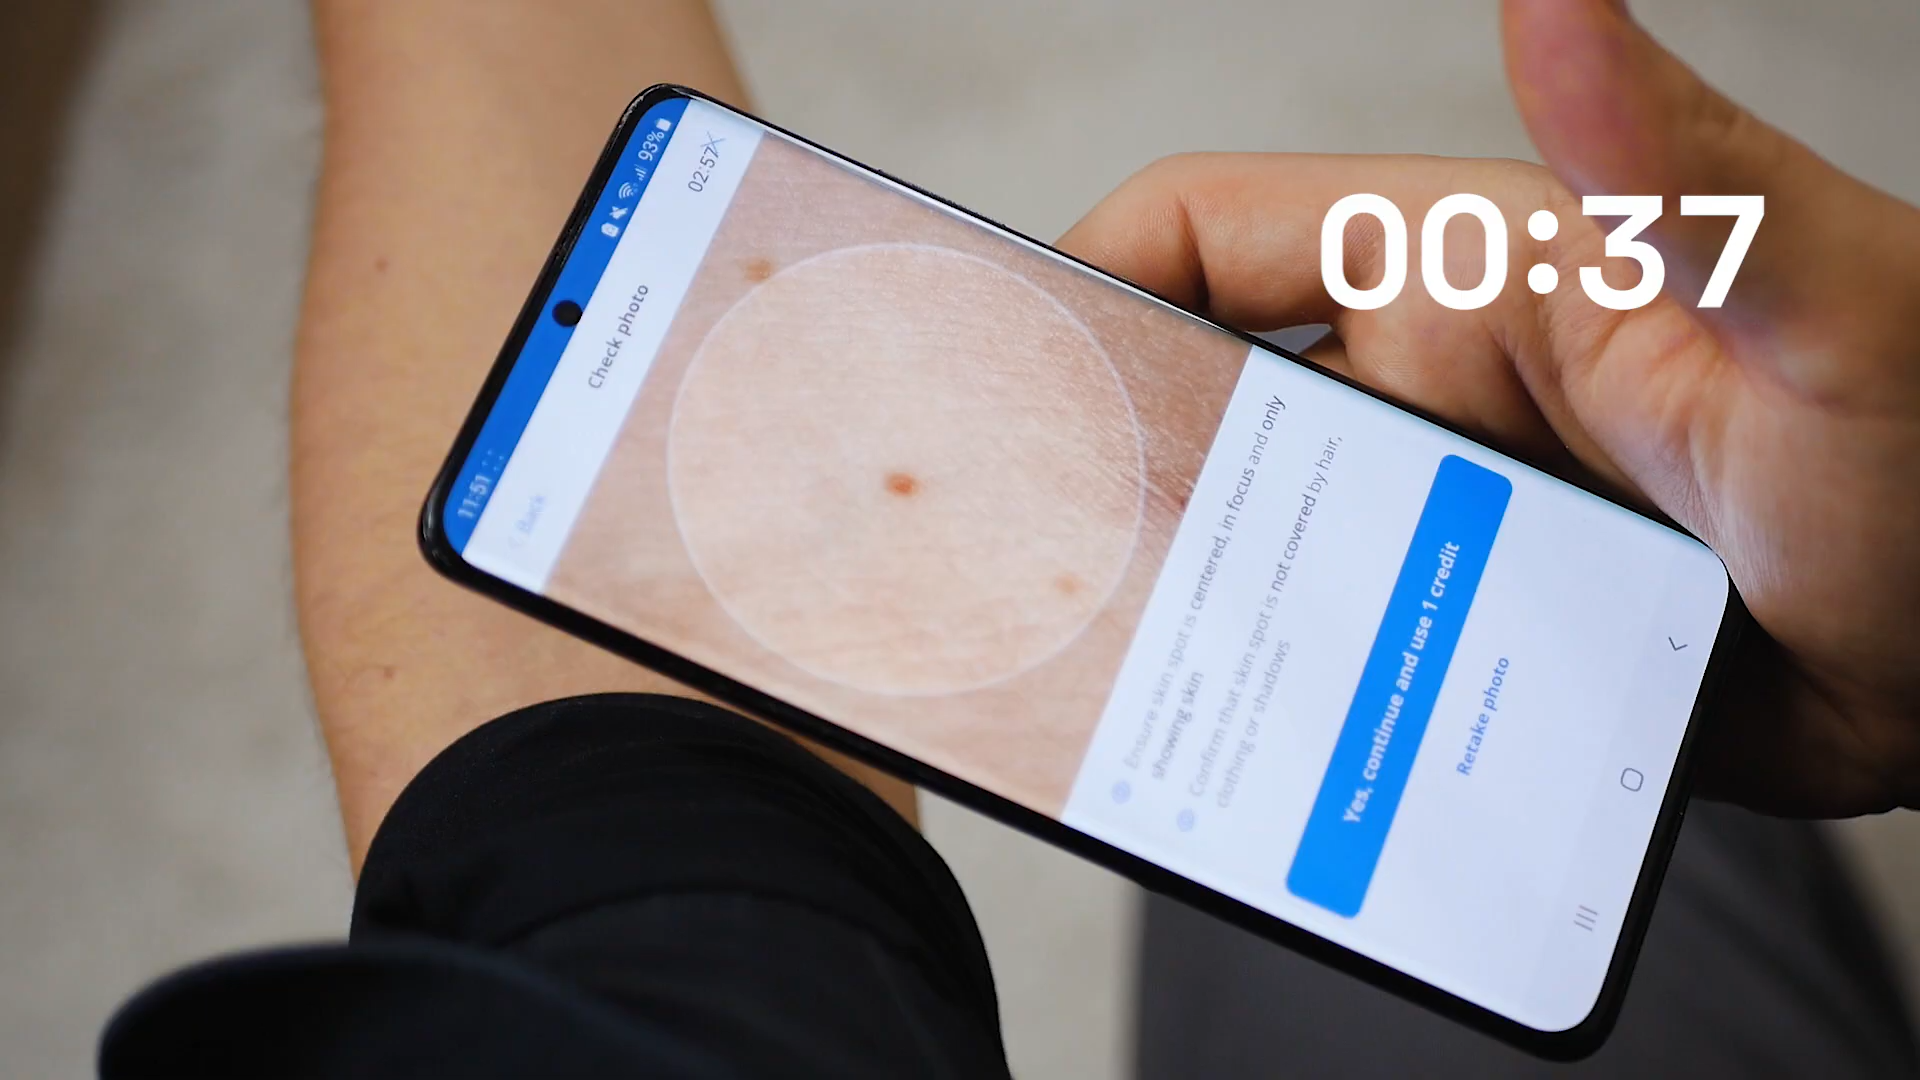 00:37
11:51
93%
Back
Check photo
02:57
Ensure skin spot is centered, in focus and only
showing skin
Confirm that skin spot is not covered by hair,
clothing or shadows
Yes, continue and use 1 credit
Retake photo